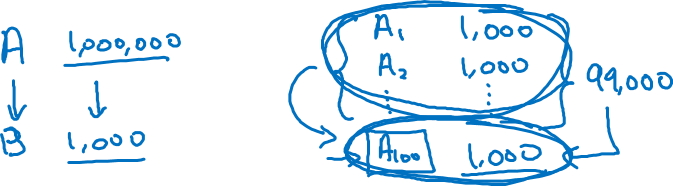 A 1,000,000
B 1,000
A₁ 1,000
A₂ 1,000
⋮ ⋮
99,000
A₁₀₀ 1,000